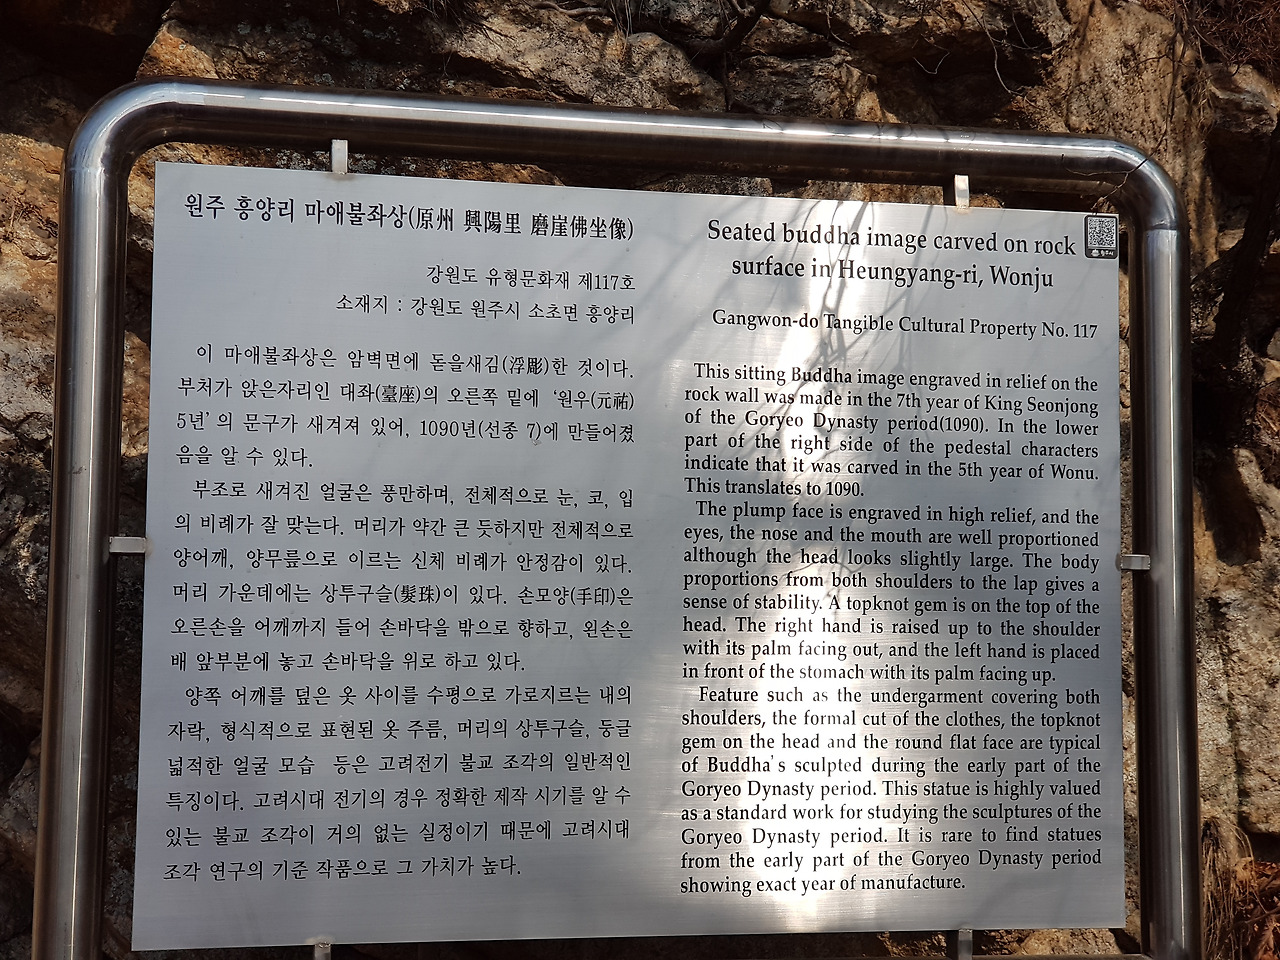 원주 흥양리 마애불좌상(原州 興陽里 磨崖佛坐像)
강원도 유형문화재 제117호
소재지 : 강원도 원주시 소초면 흥양리
이 마애불좌상은 암벽면에 돋을새김(浮彫)한 것이다.
부처가 앉은자리인 대좌(臺座)의 오른쪽 밑에 ‘원우(元祐)
5년’의 문구가 새겨져 있어, 1090년(선종 7)에 만들어졌
음을 알 수 있다.
부조로 새겨진 얼굴은 풍만하며, 전체적으로 눈, 코, 입
의 비례가 잘 맞는다. 머리가 약간 큰 듯하지만 전체적으로
양어깨, 양무릎으로 이르는 신체 비례가 안정감이 있다.
머리 가운데에는 상투구슬(髮珠)이 있다. 손모양(手印)은
오른손을 어깨까지 들어 손바닥을 밖으로 향하고, 왼손은
배 앞부분에 놓고 손바닥을 위로 하고 있다.
양쪽 어깨를 덮은 옷 사이를 수평으로 가로지르는 내의
자락, 형식적으로 표현된 옷 주름, 머리의 상투구슬, 둥글
넓적한 얼굴 모습 등은 고려전기 불교 조각의 일반적인
특징이다. 고려시대 전기의 경우 정확한 제작 시기를 알 수
있는 불교 조각이 거의 없는 실정이기 때문에 고려시대
조각 연구의 기준 작품으로 그 가치가 높다.
Seated buddha image carved on rock
surface in Heungyang-ri, Wonju
Gangwon-do Tangible Cultural Property No. 117
This sitting Buddha image engraved in relief on the
rock wall was made in the 7th year of King Seonjong
of the Goryeo Dynasty period(1090). In the lower
part of the right side of the pedestal characters
indicate that it was carved in the 5th year of Wonu.
This translates to 1090.
The plump face is engraved in high relief, and the
eyes, the nose and the mouth are well proportioned
although the head looks slightly large. The body
proportions from both shoulders to the lap gives a
sense of stability. A topknot gem is on the top of the
head. The right hand is raised up to the shoulder
with its palm facing out, and the left hand is placed
in front of the stomach with its palm facing up.
Feature such as the undergarment covering both
shoulders, the formal cut of the clothes, the topknot
gem on the head and the round flat face are typical
of Buddha's sculpted during the early part of the
Goryeo Dynasty period. This statue is highly valued
as a standard work for studying the sculptures of the
Goryeo Dynasty period. It is rare to find statues
from the early part of the Goryeo Dynasty period
showing exact year of manufacture.